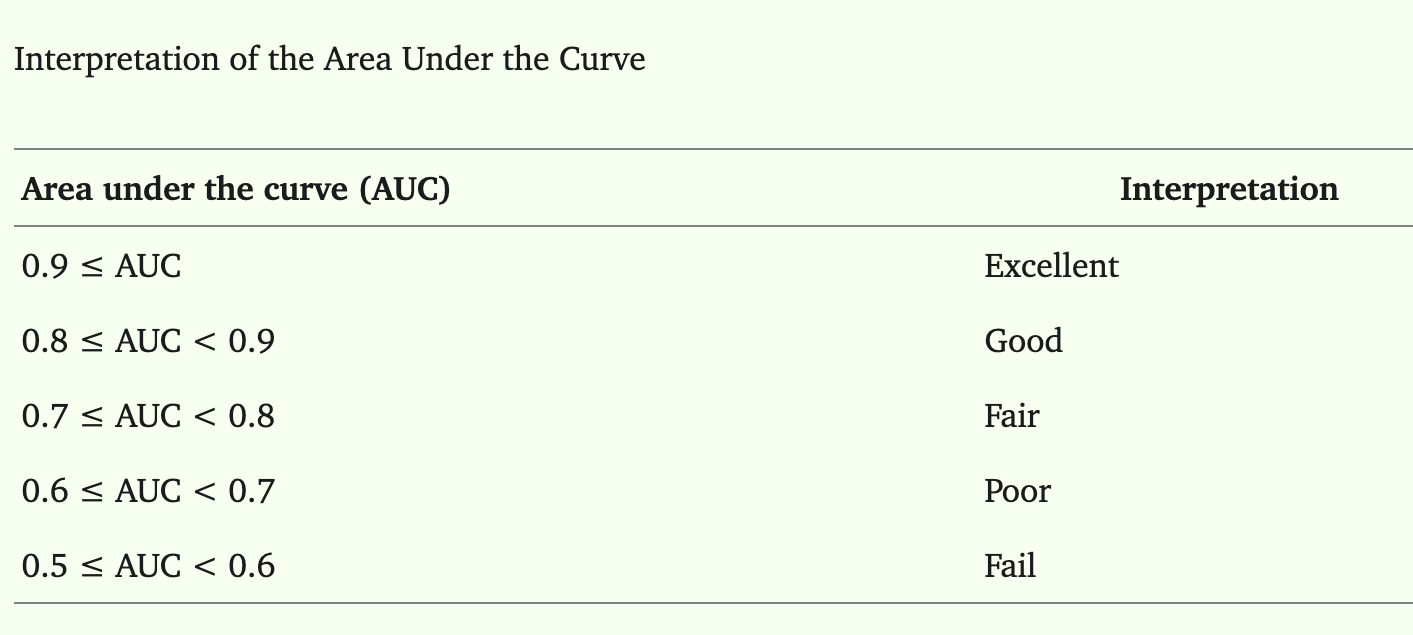 Interpretation of the Area Under the Curve
Area under the curve (AUC) Interpretation
0.9 ≤ AUC Excellent
0.8 ≤ AUC < 0.9 Good
0.7 ≤ AUC < 0.8 Fair
0.6 ≤ AUC < 0.7 Poor
0.5 ≤ AUC < 0.6 Fail